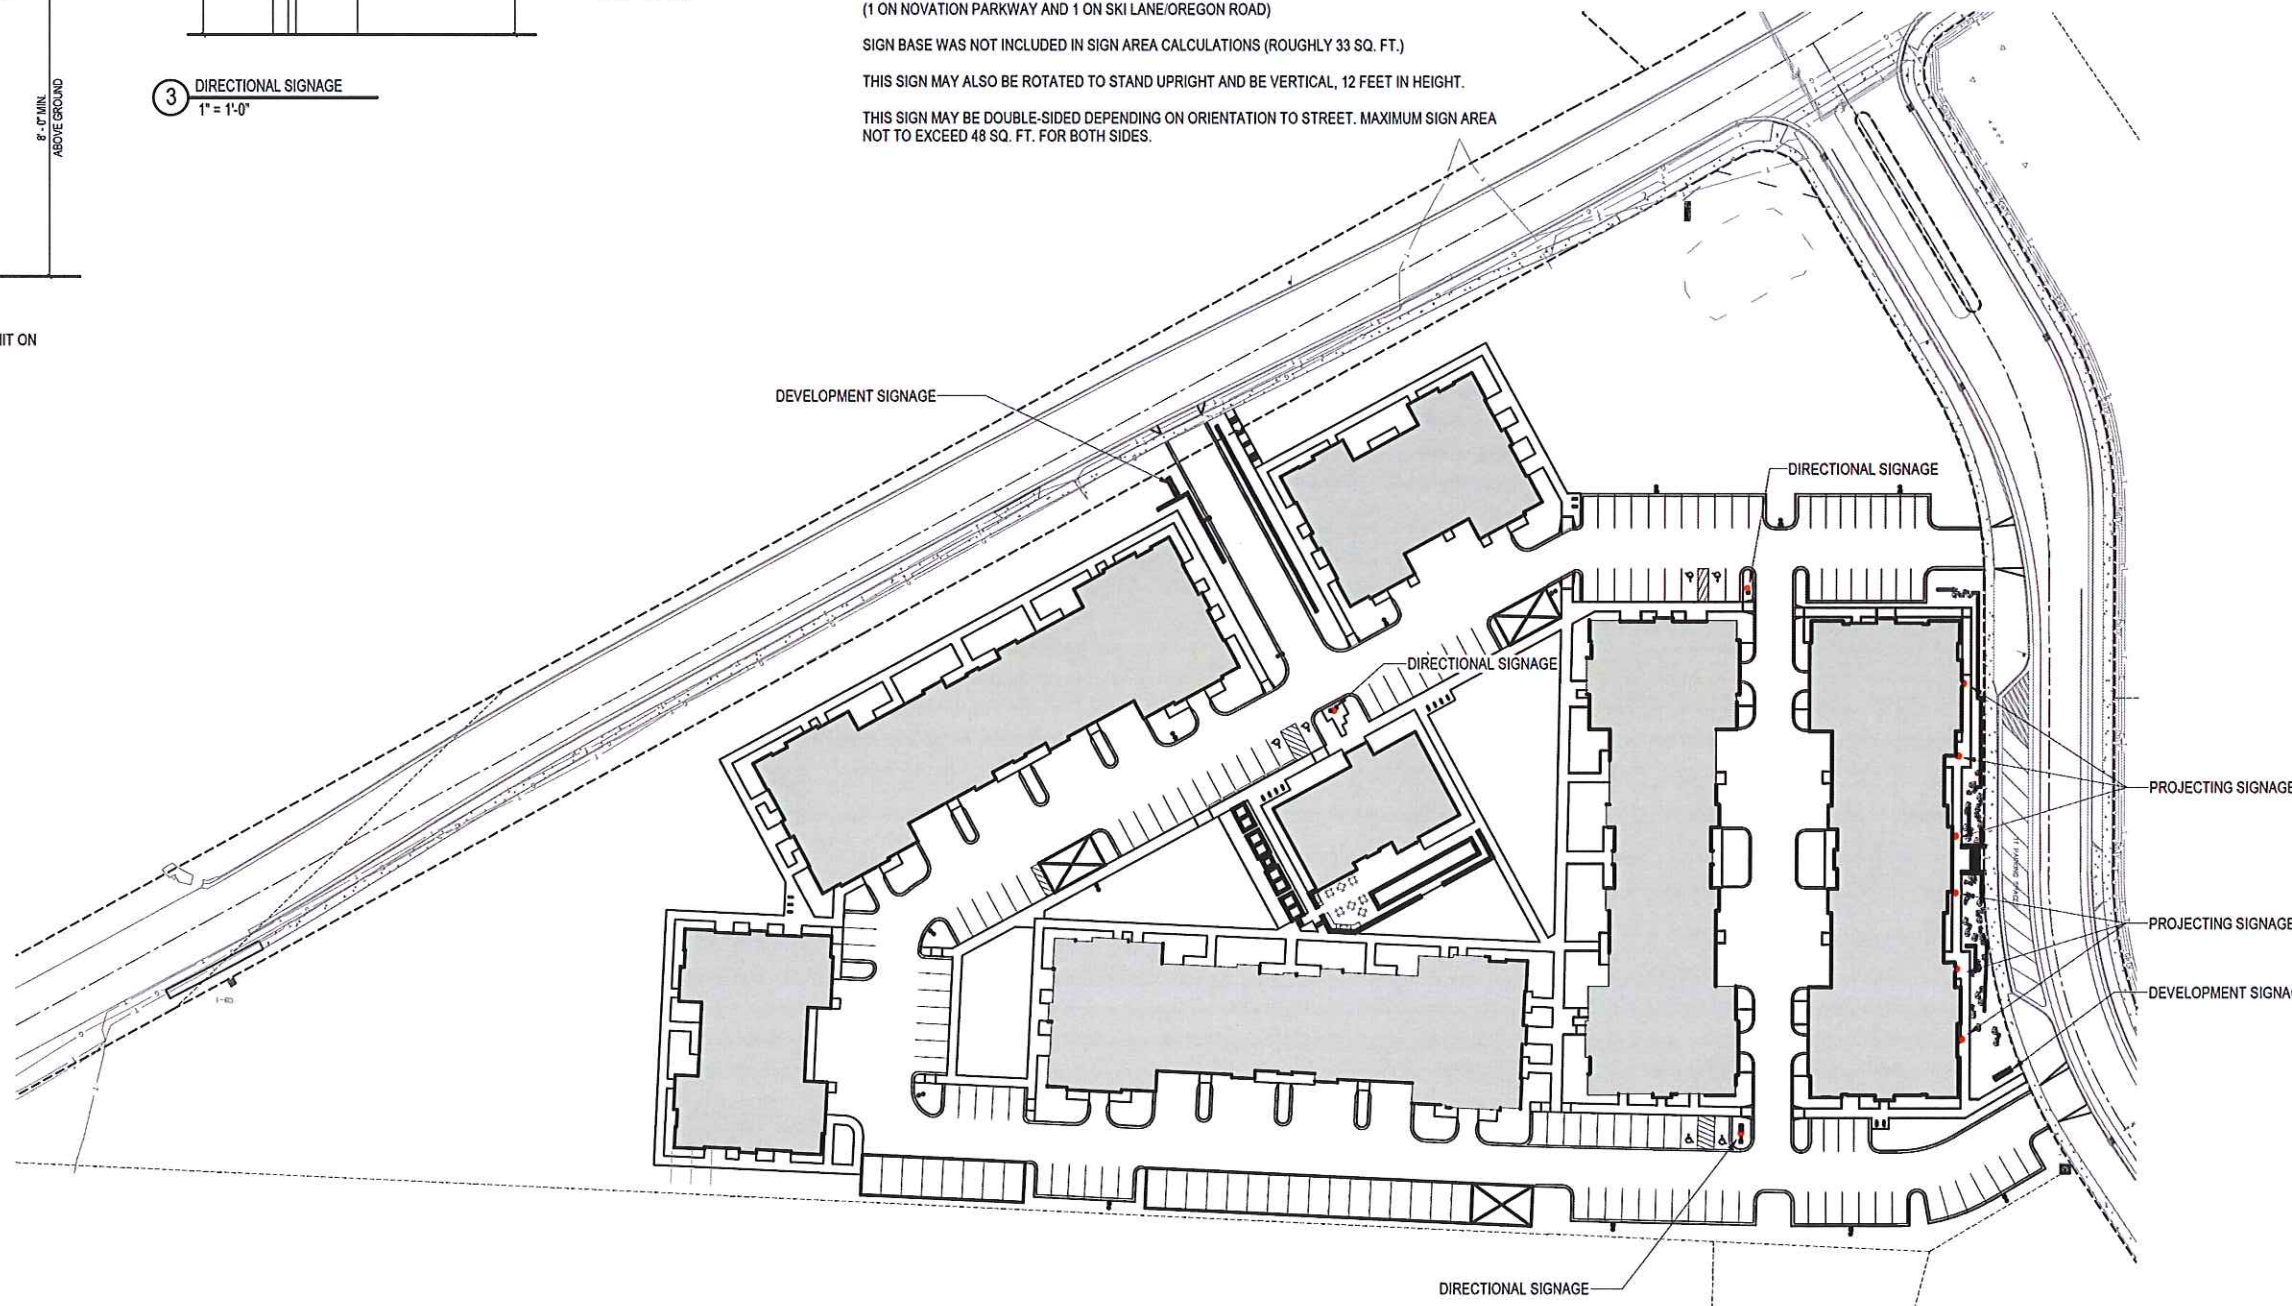 (1 ON NOVATION PARKWAY AND 1 ON SKI LANE/OREGON ROAD)
SIGN BASE WAS NOT INCLUDED IN SIGN AREA CALCULATIONS (ROUGHLY 33 SQ. FT.)
THIS SIGN MAY ALSO BE ROTATED TO STAND UPRIGHT AND BE VERTICAL, 12 FEET IN HEIGHT.
THIS SIGN MAY BE DOUBLE-SIDED DEPENDING ON ORIENTATION TO STREET. MAXIMUM SIGN AREA
NOT TO EXCEED 48 SQ. FT. FOR BOTH SIDES.
3 DIRECTIONAL SIGNAGE
1" = 1'-0"
8' - 0" MIN.
ABOVE GROUND
IT ON
DEVELOPMENT SIGNAGE
DIRECTIONAL SIGNAGE
DIRECTIONAL SIGNAGE
PROJECTING SIGNAGE
PROJECTING SIGNAGE
DEVELOPMENT SIGNA
DIRECTIONAL SIGNAGE